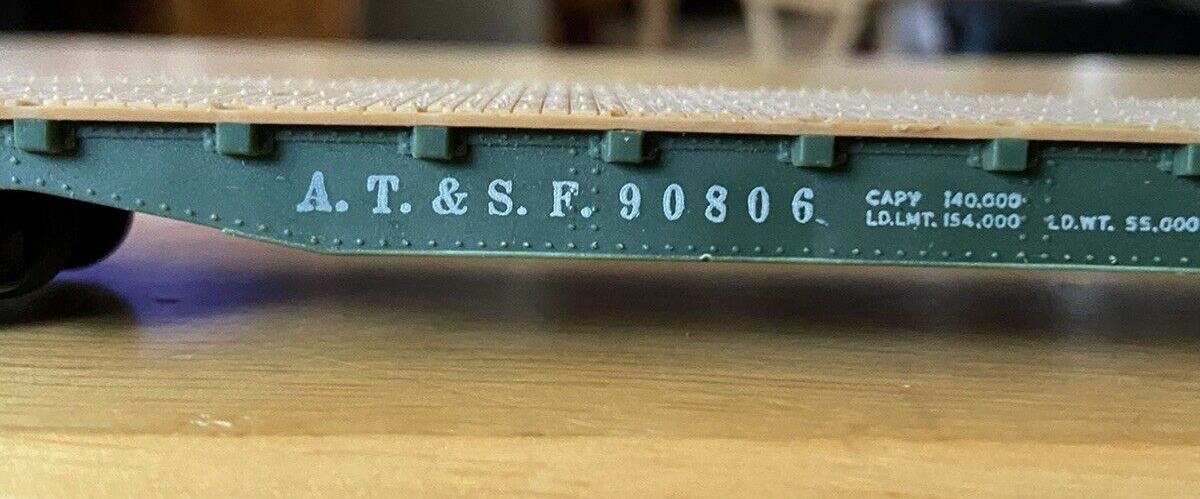 A. T. & S. F. 90806
CAPY 140.000
LD.LMT. 154.000 LD.WT. 55.000